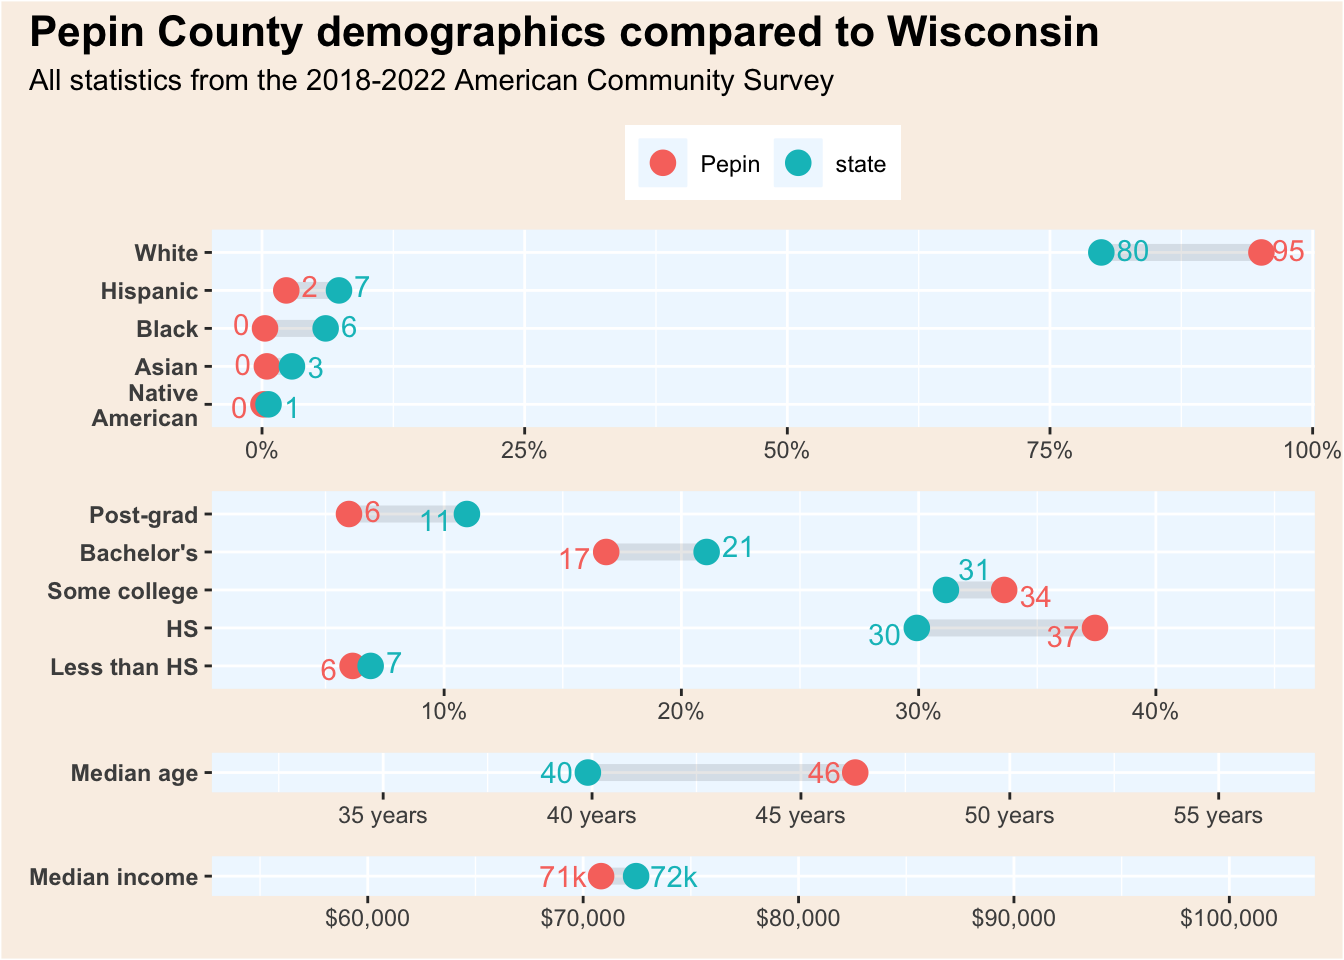 Pepin County demographics compared to Wisconsin
All statistics from the 2018-2022 American Community Survey
Pepin state
White 80 95
Hispanic 2 7
Black 0 6
Asian 0 3
Native
American 0 1
0% 25% 50% 75% 100%
Post-grad 6 11
Bachelor's 17 21
Some college 31 34
HS 30 37
Less than HS 6 7
10% 20% 30% 40%
Median age 40 46
35 years 40 years 45 years 50 years 55 years
Median income 71k 72k
$60,000 $70,000 $80,000 $90,000 $100,000